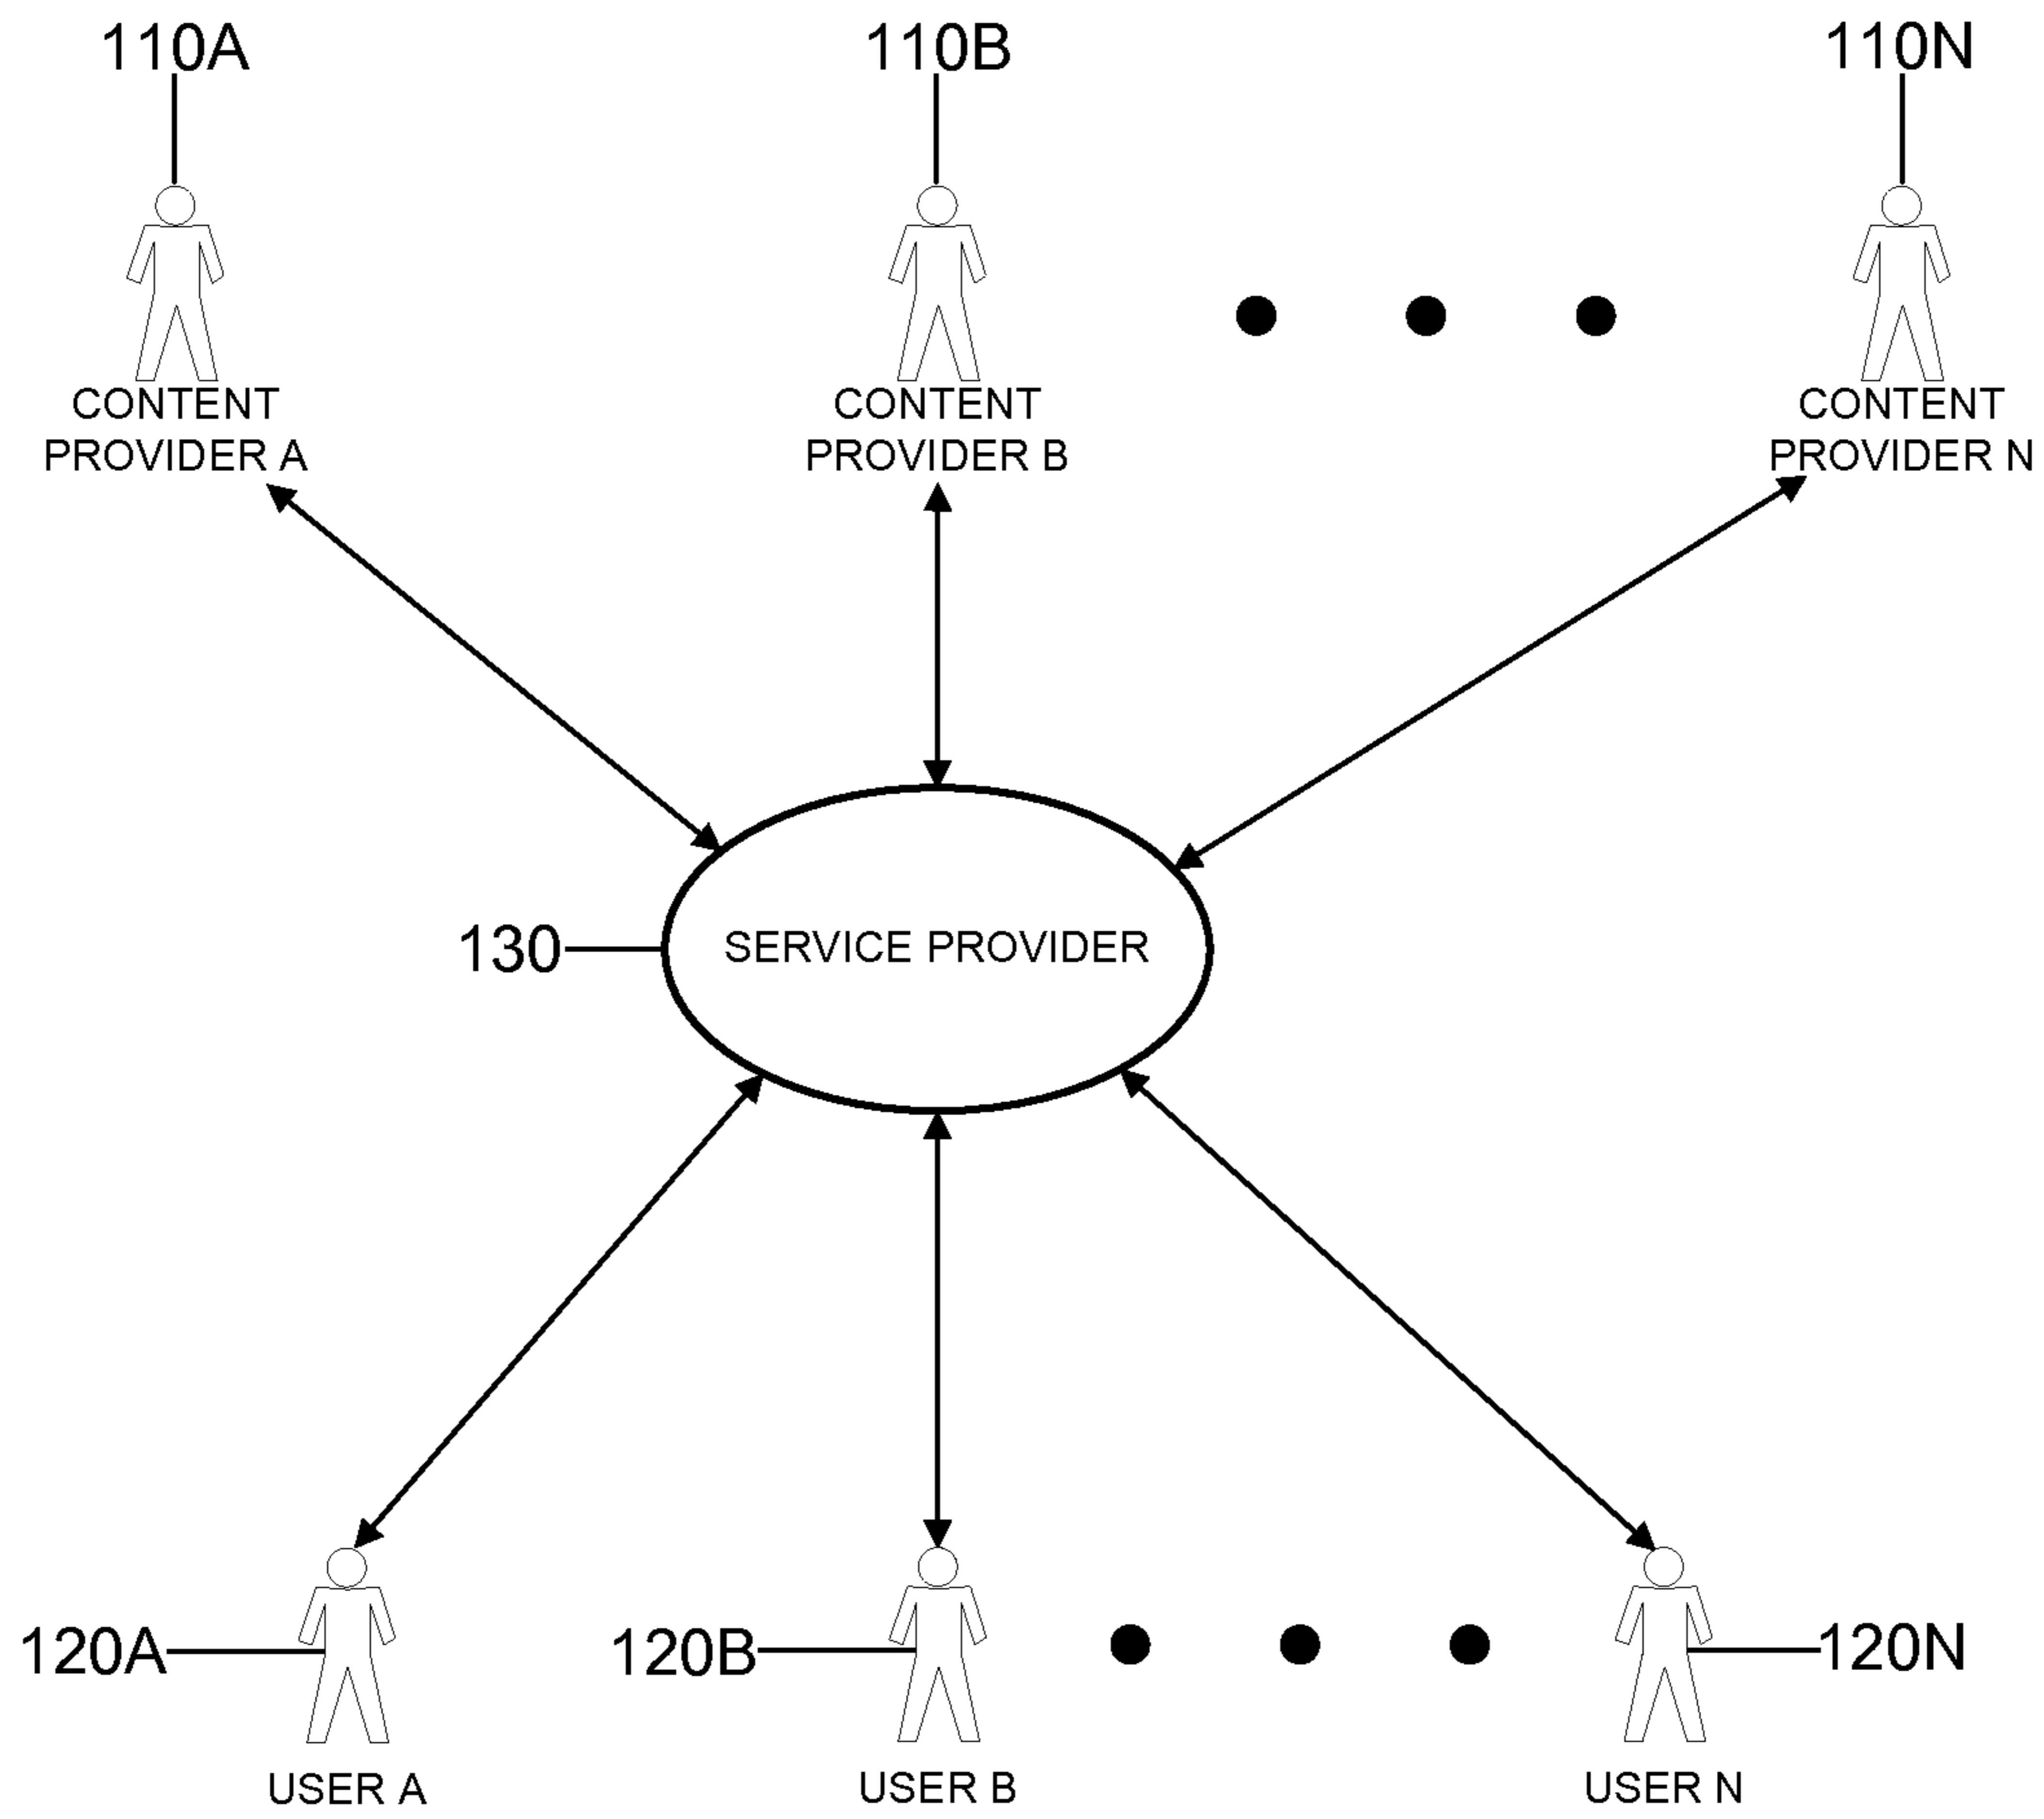 110A 110B 110N
CONTENT CONTENT CONTENT
PROVIDER A PROVIDER B PROVIDER N
130 SERVICE PROVIDER
120A 120B 120N
USER A USER B USER N